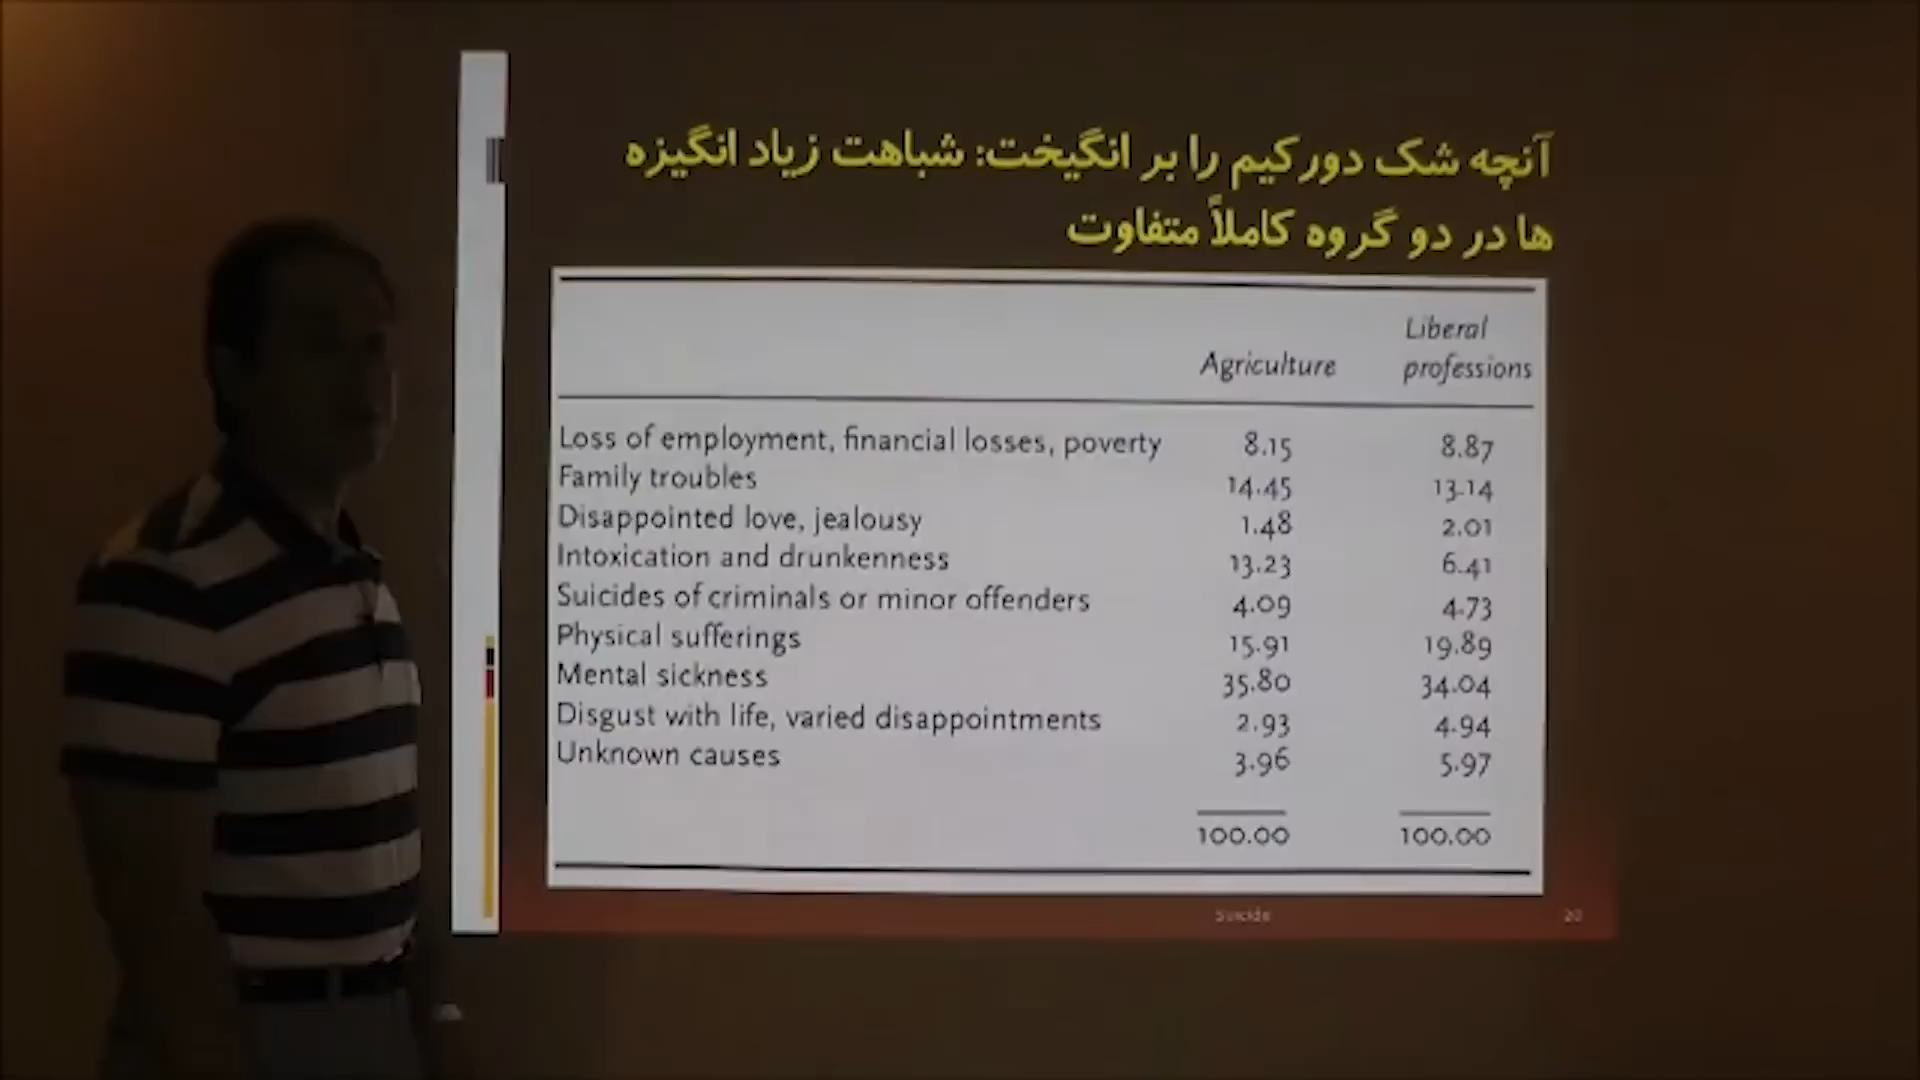 آنچه شک دورکیم را بر انگیخت: شباهت زیاد انگیزه
ها در دو گروه کاملاً متفاوت
Agriculture Liberal professions
Loss of employment, financial losses, poverty 8.15 8.87
Family troubles 14.45 13.14
Disappointed love, jealousy 1.48 2.01
Intoxication and drunkenness 13.23 6.41
Suicides of criminals or minor offenders 4.09 4.73
Physical sufferings 15.91 19.89
Mental sickness 35.80 34.04
Disgust with life, varied disappointments 2.93 4.94
Unknown causes 3.96 5.97
100.00 100.00
Suicide 20